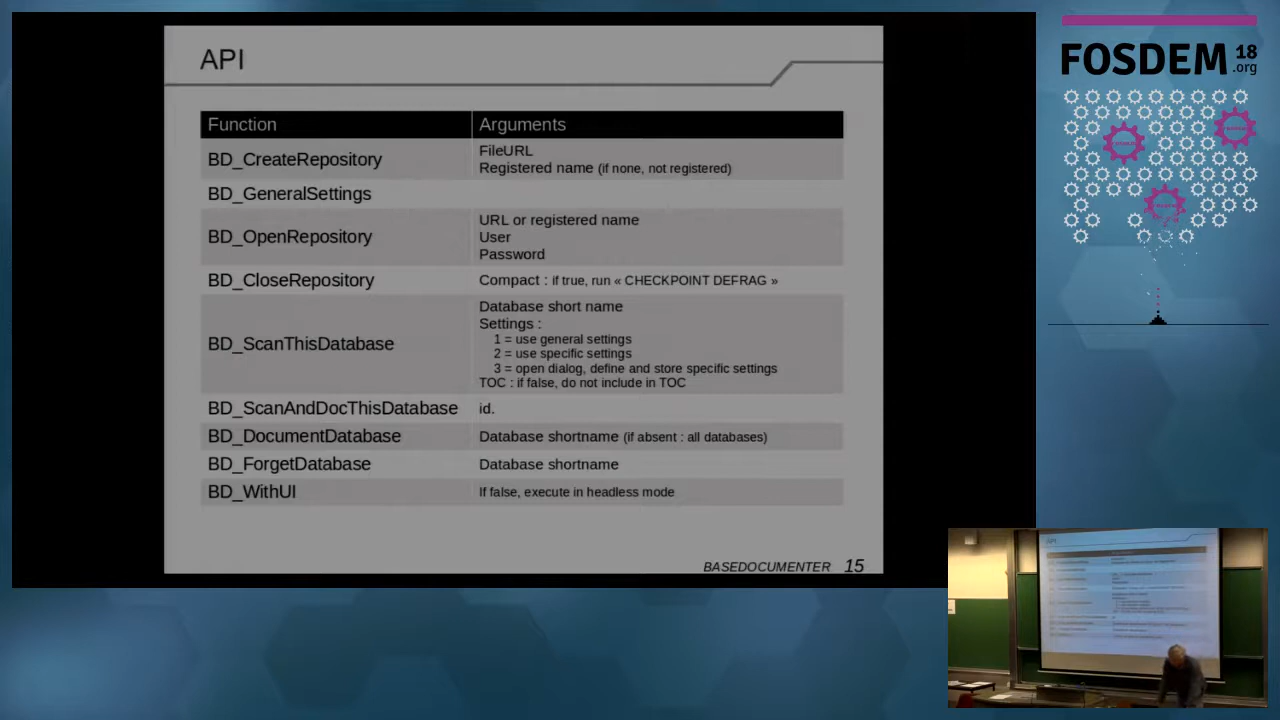 API
Function Arguments
BD_CreateRepository FileURL
Registered name (if none, not registered)
BD_GeneralSettings
BD_OpenRepository URL or registered name
User
Password
BD_CloseRepository Compact : if true, run « CHECKPOINT DEFRAG »
BD_ScanThisDatabase Database short name
Settings :
1 = use general settings
2 = use specific settings
3 = open dialog, define and store specific settings
TOC : if false, do not include in TOC
BD_ScanAndDocThisDatabase id.
BD_DocumentDatabase Database shortname (if absent : all databases)
BD_ForgetDatabase Database shortname
BD_WithUI If false, execute in headless mode
BASEDOCUMENTER 15
FOSDEM 18
.org